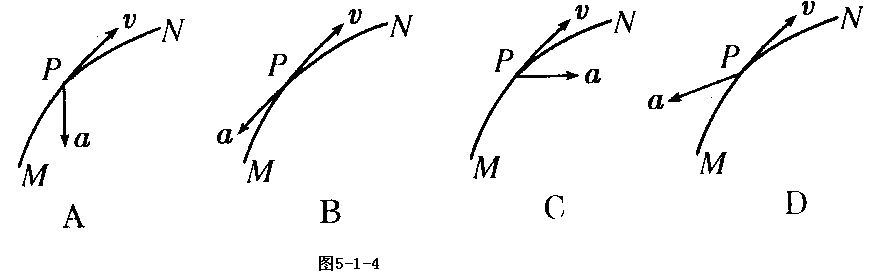 v N v N v N v N
P P P P
a a a a
M M M M
A B C D
图5-1-4